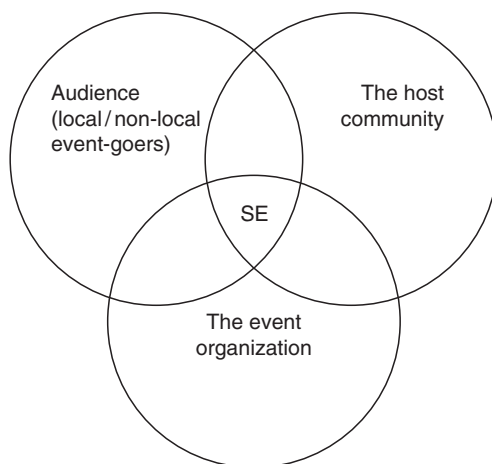 Audience
(local/non-local
event-goers)
The host
community
SE
The event
organization